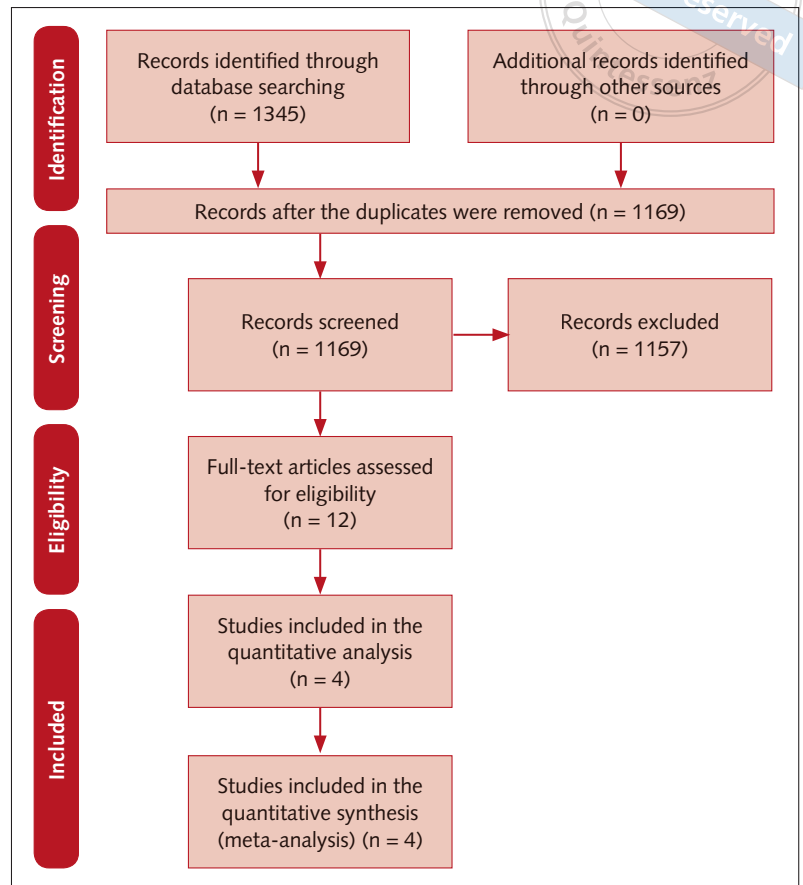 Identification
Records identified through
database searching
(n = 1345)
Additional records identified
through other sources
(n = 0)
Records after the duplicates were removed (n = 1169)
Screening
Records screened
(n = 1169)
Records excluded
(n = 1157)
Eligibility
Full-text articles assessed
for eligibility
(n = 12)
Included
Studies included in the
quantitative analysis
(n = 4)
Studies included in the
quantitative synthesis
(meta-analysis) (n = 4)
Quintessenz
eserved